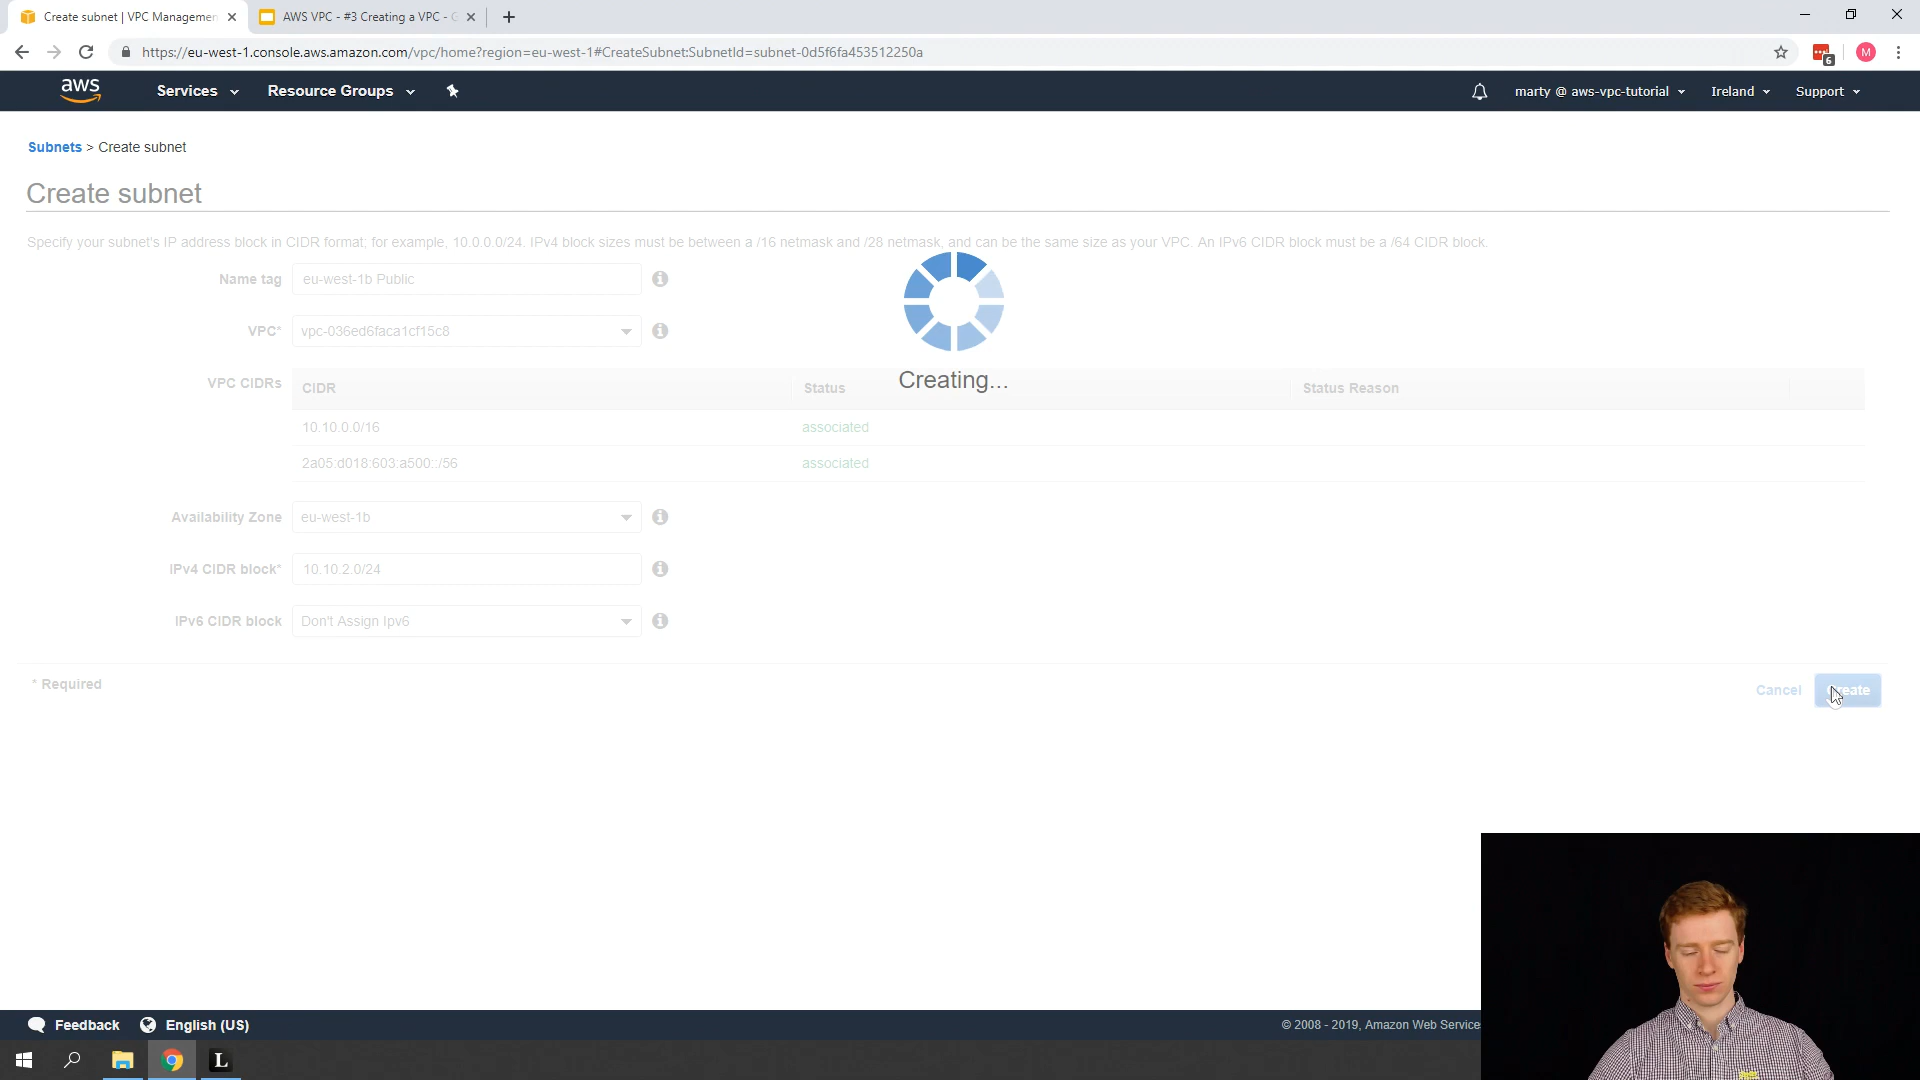 Create subnet | VPC Managemen
AWS VPC - #3 Creating a VPC - G
https://eu-west-1.console.aws.amazon.com/vpc/home?region=eu-west-1#CreateSubnet:SubnetId=subnet-0d5f6fa453512250a
6
M
aws
Services
Resource Groups
marty @ aws-vpc-tutorial
Ireland
Support
Subnets > Create subnet
Create subnet
Specify your subnet's IP address block in CIDR format; for example, 10.0.0.0/24. IPv4 block sizes must be between a /16 netmask and /28 netmask, and can be the same size as your VPC. An IPv6 CIDR block must be a /64 CIDR block.
Name tag eu-west-1b Public
VPC* vpc-036ed6faca1cf15c8
Creating...
VPC CIDRs CIDR Status Status Reason
10.10.0.0/16 associated
2a05:d018:603:a500::/56 associated
Availability Zone eu-west-1b
IPv4 CIDR block* 10.10.2.0/24
IPv6 CIDR block Don't Assign Ipv6
* Required
Cancel Create
Feedback
English (US)
© 2008 - 2019, Amazon Web Service
L